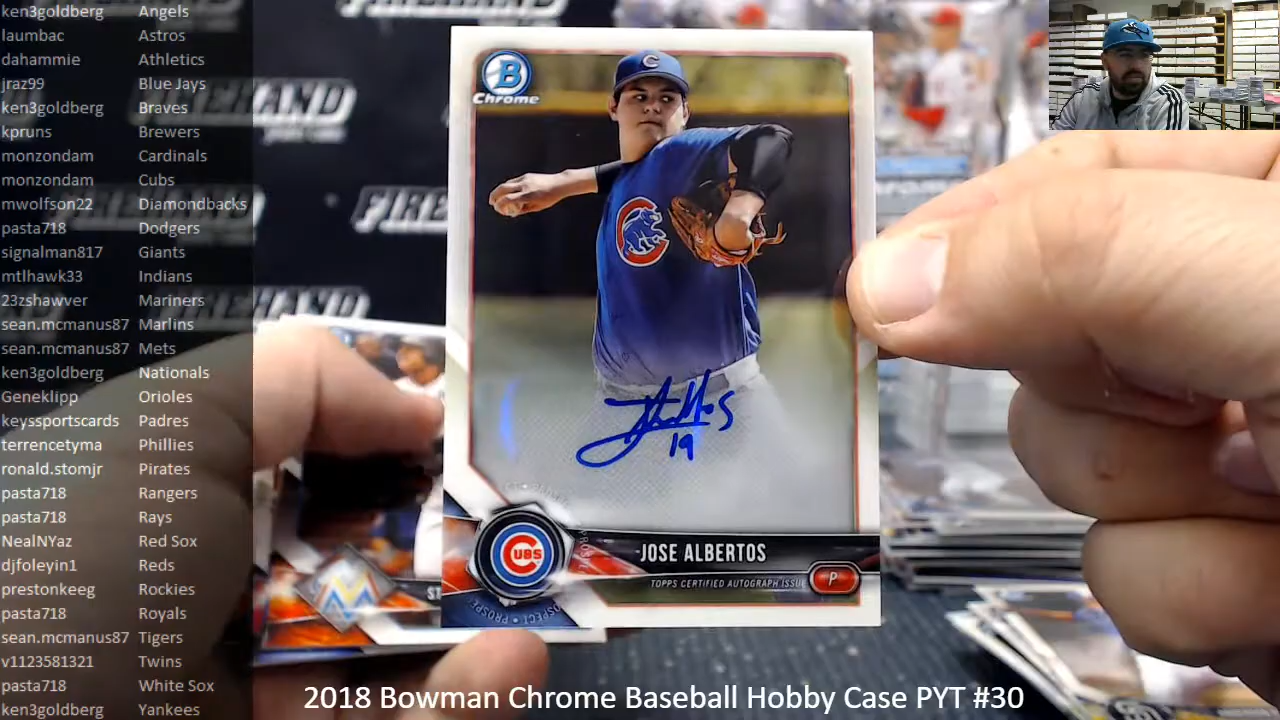 ken3goldberg Angels
laumbac Astros
dahammie Athletics
jraz99 Blue Jays
ken3goldberg Braves
kpruns Brewers
monzondam Cardinals
monzondam Cubs
mwolfson22 Diamondbacks
pasta718 Dodgers
signalman817 Giants
mtlhawk33 Indians
23zshawver Mariners
sean.mcmanus87 Marlins
sean.mcmanus87 Mets
ken3goldberg Nationals
Geneklipp Orioles
keyssportscards Padres
terrencetyma Phillies
ronald.stomjr Pirates
pasta718 Rangers
pasta718 Rays
NealNYaz Red Sox
djfoleyin1 Reds
prestonkeeg Rockies
pasta718 Royals
sean.mcmanus87 Tigers
v1123581321 Twins
pasta718 White Sox
ken3goldberg Yankees
B
Chrome
C
19
CUBS
JOSE ALBERTOS
TOPPS CERTIFIED AUTOGRAPH ISSUE
P
M
ST
FIREHAND
2018 Bowman Chrome Baseball Hobby Case PYT #30